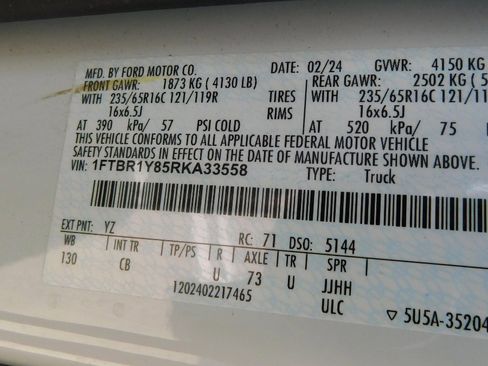 MFD. BY FORD MOTOR CO. DATE: 02/24 GVWR: 4150 KG
FRONT GAWR: 1873 KG ( 4130 LB) REAR GAWR: 2502 KG
WITH 235/65R16C 121/119R TIRES WITH 235/65R16C 121/11
16x6.5J RIMS 16x6.5J
AT 390 kPa/ 57 PSI COLD AT 520 kPa/ 75
THIS VEHICLE CONFORMS TO ALL APPLICABLE FEDERAL MOTOR VEHICLE
SAFETY STANDARDS IN EFFECT ON THE DATE OF MANUFACTURE SHOWN ABOVE
VIN: 1FTBR1Y85RKA33558 TYPE: Truck
EXT PNT: YZ RC: 71 DSO: 5144
WB INT TR TP/PS R AXLE TR SPR
130 CB U 73 U JJHH
1202402217465 ULC 5U5A-35204